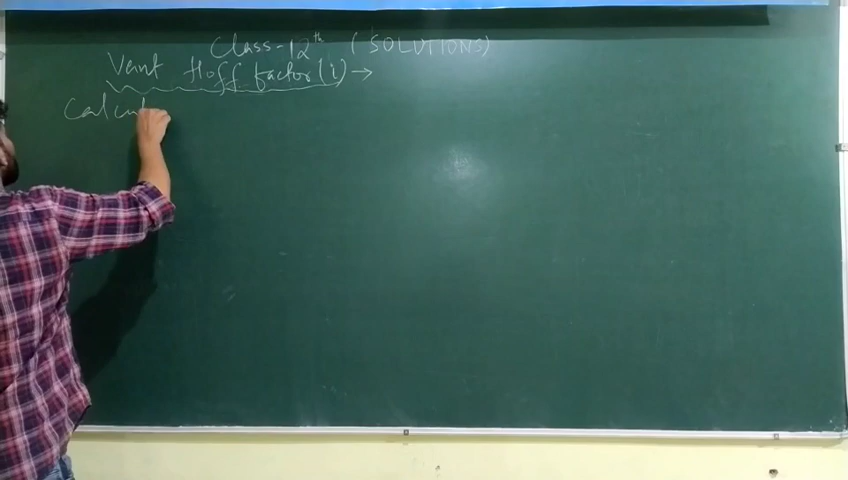 Class-12th (SOLUTIONS)
Vant Hoff factor (i) →
Calcul